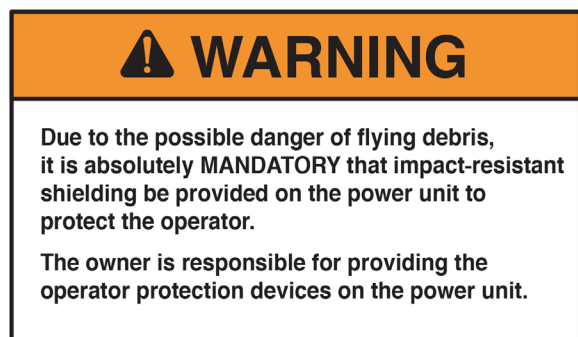 WARNING
Due to the possible danger of flying debris,
it is absolutely MANDATORY that impact-resistant
shielding be provided on the power unit to
protect the operator.
The owner is responsible for providing the
operator protection devices on the power unit.